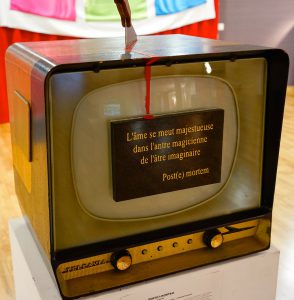 L'âme se meut majestueuse
dans l'antre magicienne
de l'âtre imaginaire
Post(e) mortem